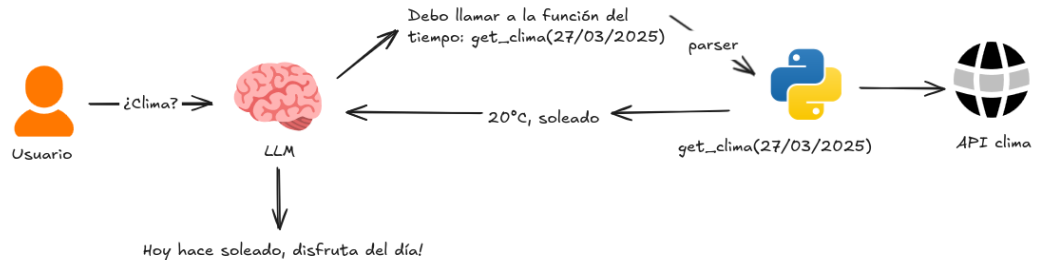 Debo llamar a la función del
tiempo: get_clima(27/03/2025)
parser
¿Clima?
20°C, soleado
Usuario
LLM
get_clima(27/03/2025)
API clima
Hoy hace soleado, disfruta del día!